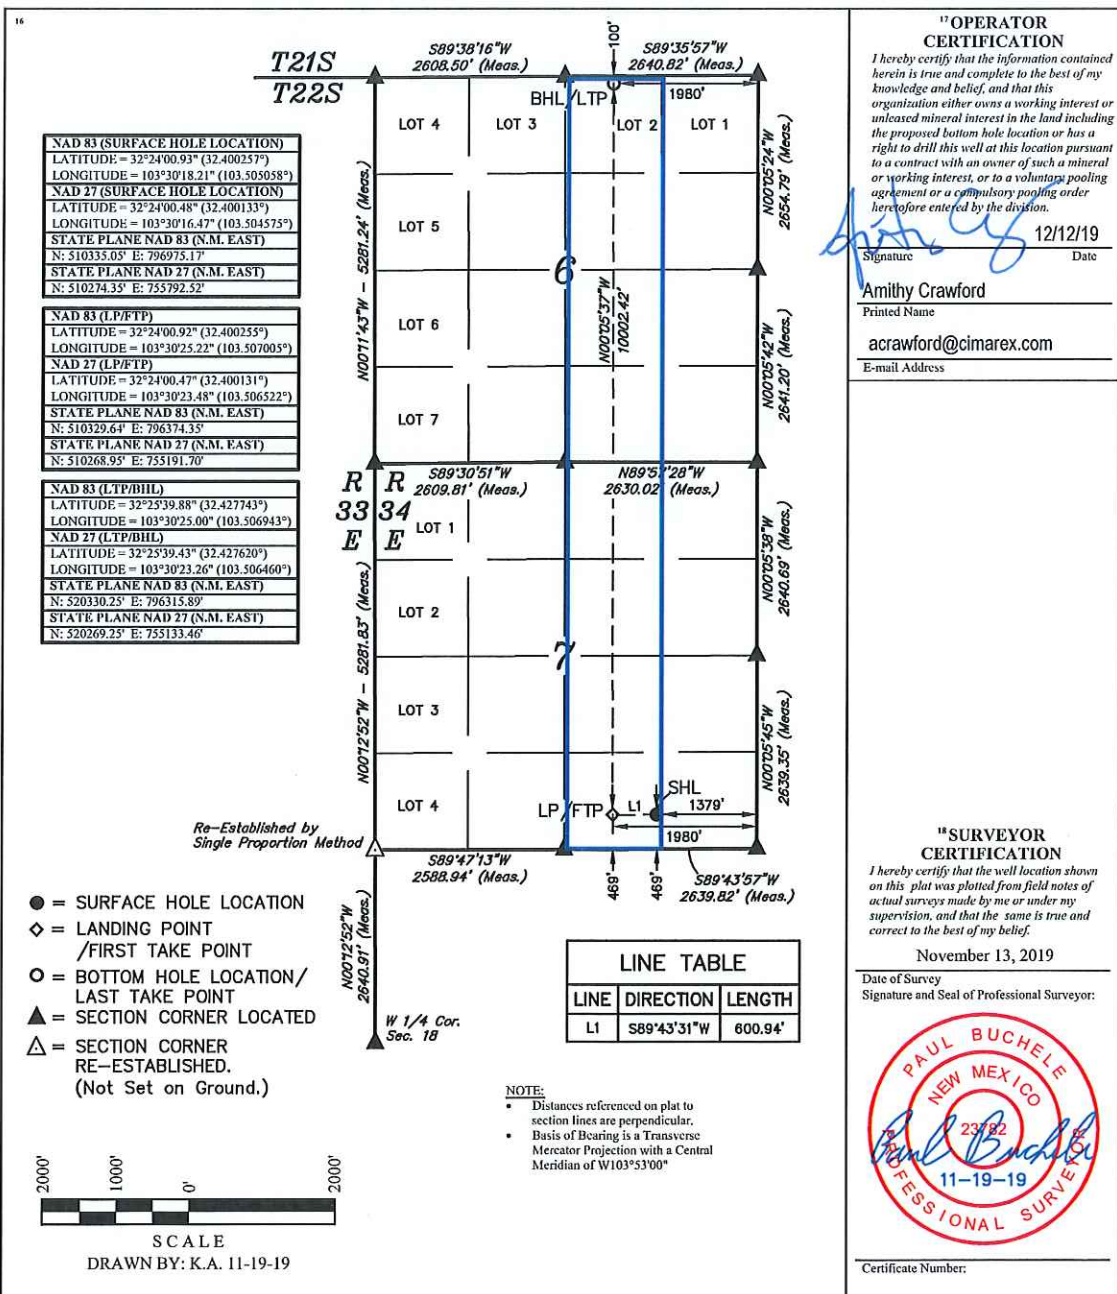 16
T21S
T22S
S89°38'16"W
2608.50' (Meas.)
100'
S89°35'57"W
2640.82' (Meas.)
BHL/LTP
1980'
LOT 4
LOT 3
LOT 2
LOT 1
N00°05'24"W
2654.79' (Meas.)
N00°11'43"W - 5281.24' (Meas.)
LOT 5
6
LOT 6
N00°05'37"W
10002.42'
N00°05'42"W
2641.20' (Meas.)
LOT 7
S89°30'51"W
2609.81' (Meas.)
N89°57'28"W
2630.02' (Meas.)
R R
33 34
E E
LOT 1
N00°05'38"W
2640.69' (Meas.)
LOT 2
N00°12'52"W - 5281.83' (Meas.)
7
LOT 3
N00°05'45"W
2639.35' (Meas.)
LOT 4
SHL
LP/FTP
L1
1379'
1980'
Re-Established by
Single Proportion Method
S89°47'13"W
2588.94' (Meas.)
469'
469'
S89°43'57"W
2639.82' (Meas.)
N00°12'52"W
2640.91' (Meas.)
W 1/4 Cor.
Sec. 18
NAD 83 (SURFACE HOLE LOCATION)
LATITUDE = 32°24'00.93" (32.400257°)
LONGITUDE = 103°30'18.21" (103.505058°)
NAD 27 (SURFACE HOLE LOCATION)
LATITUDE = 32°24'00.48" (32.400133°)
LONGITUDE = 103°30'16.47" (103.504575°)
STATE PLANE NAD 83 (N.M. EAST)
N: 510335.05' E: 796975.17'
STATE PLANE NAD 27 (N.M. EAST)
N: 510274.35' E: 755792.52'
NAD 83 (LP/FTP)
LATITUDE = 32°24'00.92" (32.400255°)
LONGITUDE = 103°30'25.22" (103.507005°)
NAD 27 (LP/FTP)
LATITUDE = 32°24'00.47" (32.400131°)
LONGITUDE = 103°30'23.48" (103.506522°)
STATE PLANE NAD 83 (N.M. EAST)
N: 510329.64' E: 796374.35'
STATE PLANE NAD 27 (N.M. EAST)
N: 510268.95' E: 755191.70'
NAD 83 (LTP/BHL)
LATITUDE = 32°25'39.88" (32.427743°)
LONGITUDE = 103°30'25.00" (103.506943°)
NAD 27 (LTP/BHL)
LATITUDE = 32°25'39.43" (32.427620°)
LONGITUDE = 103°30'23.26" (103.506460°)
STATE PLANE NAD 83 (N.M. EAST)
N: 520330.25' E: 796315.89'
STATE PLANE NAD 27 (N.M. EAST)
N: 520269.25' E: 755133.46'
= SURFACE HOLE LOCATION
= LANDING POINT
/FIRST TAKE POINT
= BOTTOM HOLE LOCATION/
LAST TAKE POINT
= SECTION CORNER LOCATED
= SECTION CORNER
RE-ESTABLISHED.
(Not Set on Ground.)
LINE TABLE
LINE DIRECTION LENGTH
L1 S89°43'31"W 600.94'
NOTE:
• Distances referenced on plat to
section lines are perpendicular.
• Basis of Bearing is a Transverse
Mercator Projection with a Central
Meridian of W103°53'00"
2000' 1000' 0' 2000'
SCALE
DRAWN BY: K.A. 11-19-19
17 OPERATOR
CERTIFICATION
I hereby certify that the information contained
herein is true and complete to the best of my
knowledge and belief, and that this
organization either owns a working interest or
unleased mineral interest in the land including
the proposed bottom hole location or has a
right to drill this well at this location pursuant
to a contract with an owner of such a mineral
or working interest, or to a voluntary pooling
agreement or a compulsory pooling order
heretofore entered by the division.
12/12/19
Signature Date
Amithy Crawford
Printed Name
acrawford@cimarex.com
E-mail Address
18 SURVEYOR
CERTIFICATION
I hereby certify that the well location shown
on this plat was plotted from field notes of
actual surveys made by me or under my
supervision, and that the same is true and
correct to the best of my belief.
November 13, 2019
Date of Survey
Signature and Seal of Professional Surveyor:
PAUL BUCHELE
NEW MEXICO
23782
Paul Buchele
11-19-19
PROFESSIONAL SURVEYOR
Certificate Number: